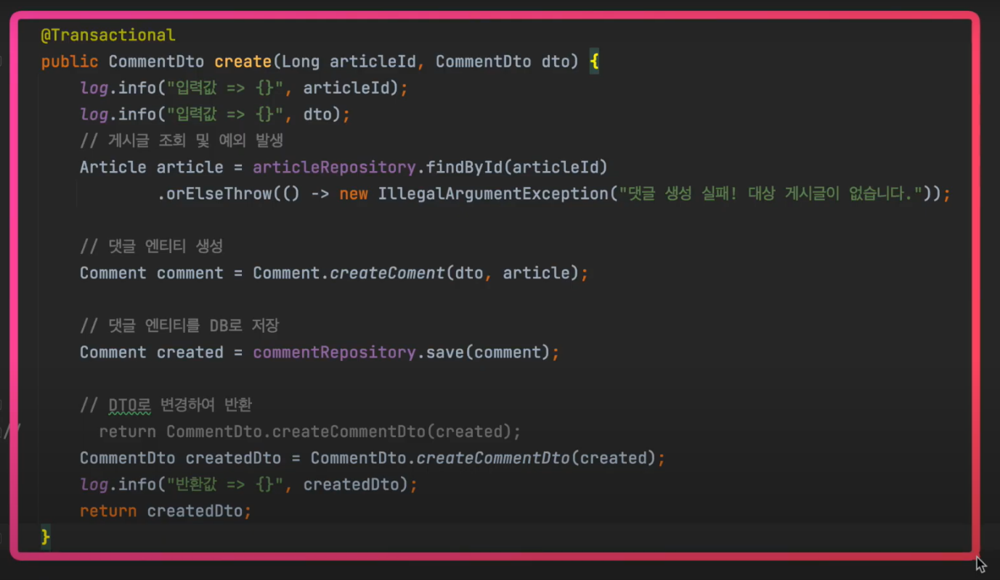 @Transactional
public CommentDto create(Long articleId, CommentDto dto) {
log.info("입력값 => {}", articleId);
log.info("입력값 => {}", dto);
// 게시글 조회 및 예외 발생
Article article = articleRepository.findById(articleId)
.orElseThrow(() -> new IllegalArgumentException("댓글 생성 실패! 대상 게시글이 없습니다."));
// 댓글 엔티티 생성
Comment comment = Comment.createComent(dto, article);
// 댓글 엔티티를 DB로 저장
Comment created = commentRepository.save(comment);
// DTO로 변경하여 반환
// return CommentDto.createCommentDto(created);
CommentDto createdDto = CommentDto.createCommentDto(created);
log.info("반환값 => {}", createdDto);
return createdDto;
}